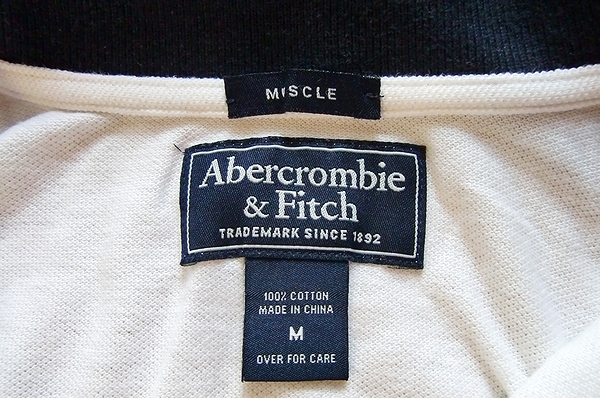 MUSCLE
Abercrombie
& Fitch
TRADEMARK SINCE 1892
100% COTTON
MADE IN CHINA
M
OVER FOR CARE